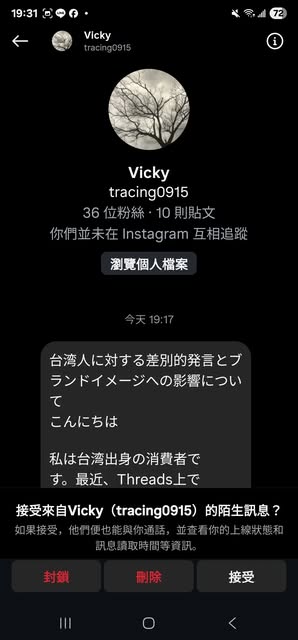 19:31
72
Vicky
tracing0915
Vicky
tracing0915
36 位粉絲 · 10 則貼文
你們並未在 Instagram 互相追蹤
瀏覽個人檔案
今天 19:17
台湾人に対する差別的発言とブ
ランドイメージへの影響につい
て
こんにちは
私は台湾出身の消費者で
す。最近、Threads上で
接受來自Vicky（tracing0915）的陌生訊息？
如果接受，他們便也能與你通話，並查看你的上線狀態和
訊息讀取時間等資訊。
封鎖
刪除
接受